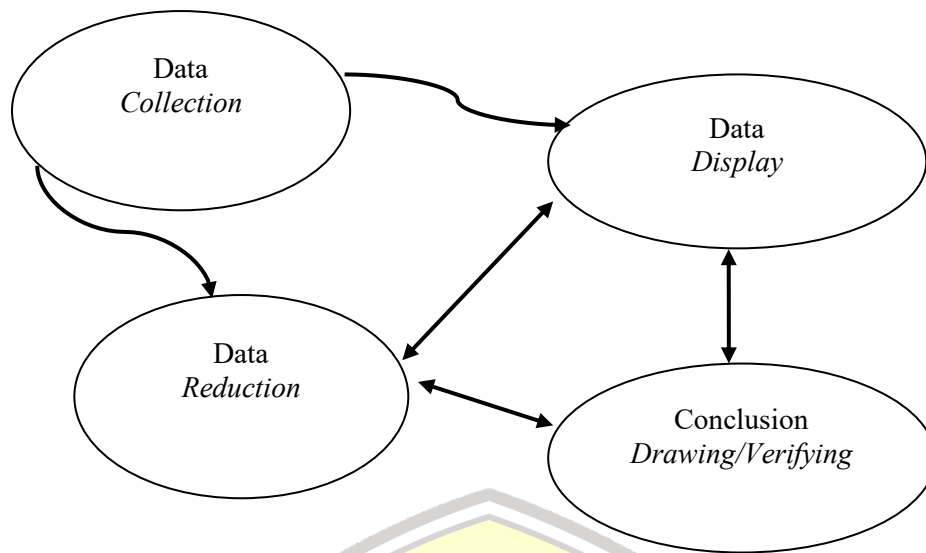 Data
Collection
Data
Display
Data
Reduction
Conclusion
Drawing/Verifying